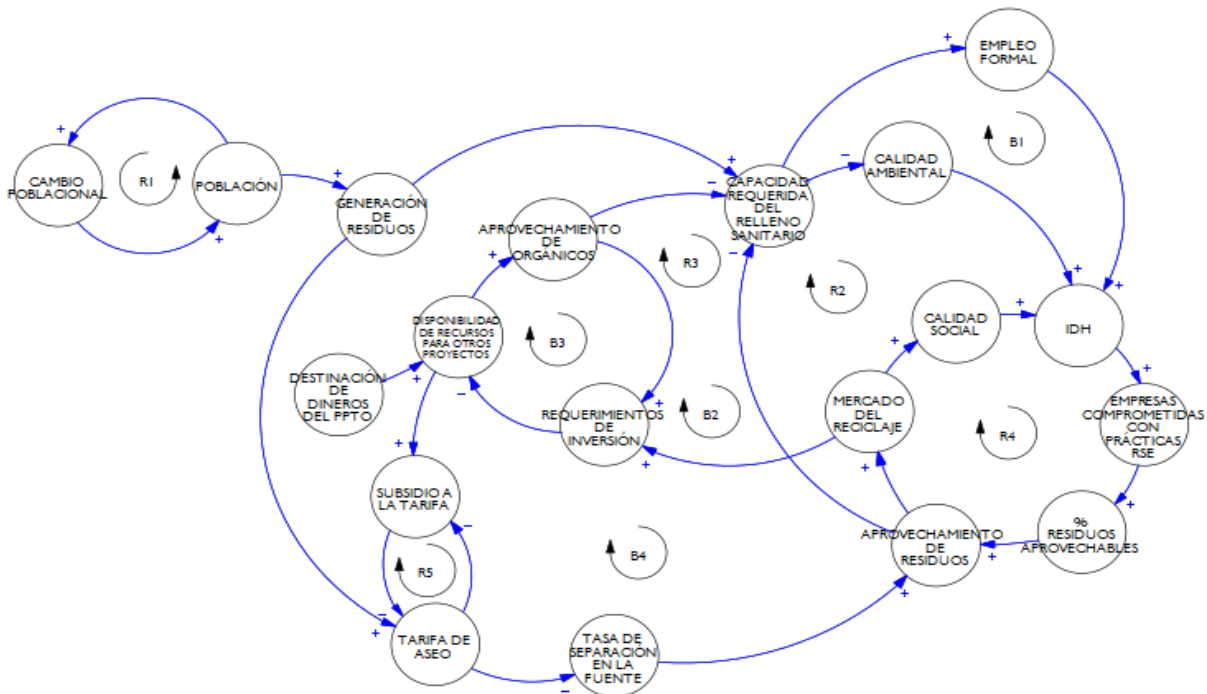 EMPLEO
FORMAL
+
+
B1
+
R1
CAMBIO
POBLACIONAL
+
POBLACIÓN
+
GENERACIÓN
DE
RESIDUOS
+
−
CAPACIDAD
REQUERIDA
DEL
RELLENO
SANITARIO
−
−
CALIDAD
AMBIENTAL
APROVECHAMIENTO
DE
ORGÁNICOS
+
R3
R2
+
+
CALIDAD
SOCIAL
+
IDH
DISPONIBILIDAD
DE RECURSOS
PARA OTROS
PROYECTOS
+
−
B3
+
+
DESTINACIÓN
DE
DINEROS
DEL PPTO
REQUERIMIENTOS
DE
INVERSIÓN
+
+
B2
MERCADO
DEL
RECICLAJE
+
R4
EMPRESAS
COMPROMETIDAS
CON
PRÁCTICAS
RSE
+
+
SUBSIDIO A
LA TARIFA
−
APROVECHAMIENTO
DE
RESIDUOS
+
+
%
RESIDUOS
APROVECHABLES
R5
B4
−
+
TARIFA DE
ASEO
−
TASA DE
SEPARACIÓN
EN LA
FUENTE